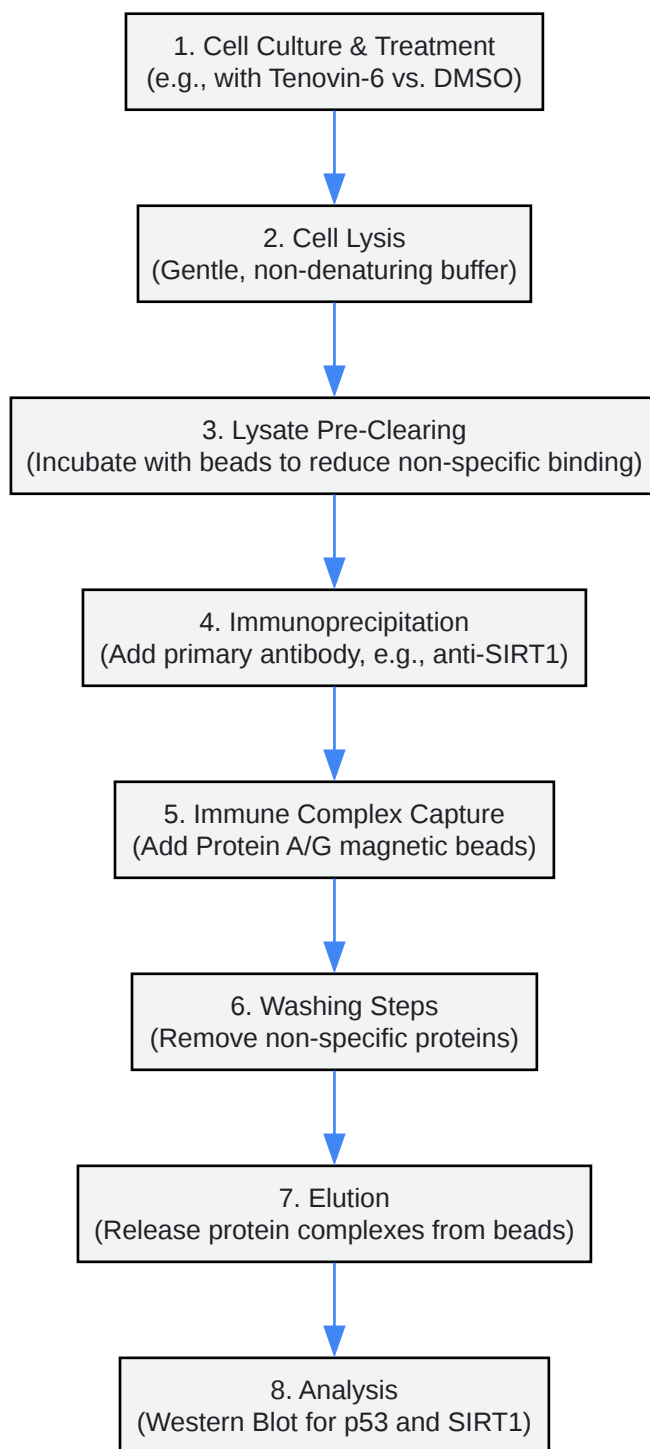 1. Cell Culture & Treatment
(e.g., with Tenovin-6 vs. DMSO)
2. Cell Lysis
(Gentle, non-denaturing buffer)
3. Lysate Pre-Clearing
(Incubate with beads to reduce non-specific binding)
4. Immunoprecipitation
(Add primary antibody, e.g., anti-SIRT1)
5. Immune Complex Capture
(Add Protein A/G magnetic beads)
6. Washing Steps
(Remove non-specific proteins)
7. Elution
(Release protein complexes from beads)
8. Analysis
(Western Blot for p53 and SIRT1)